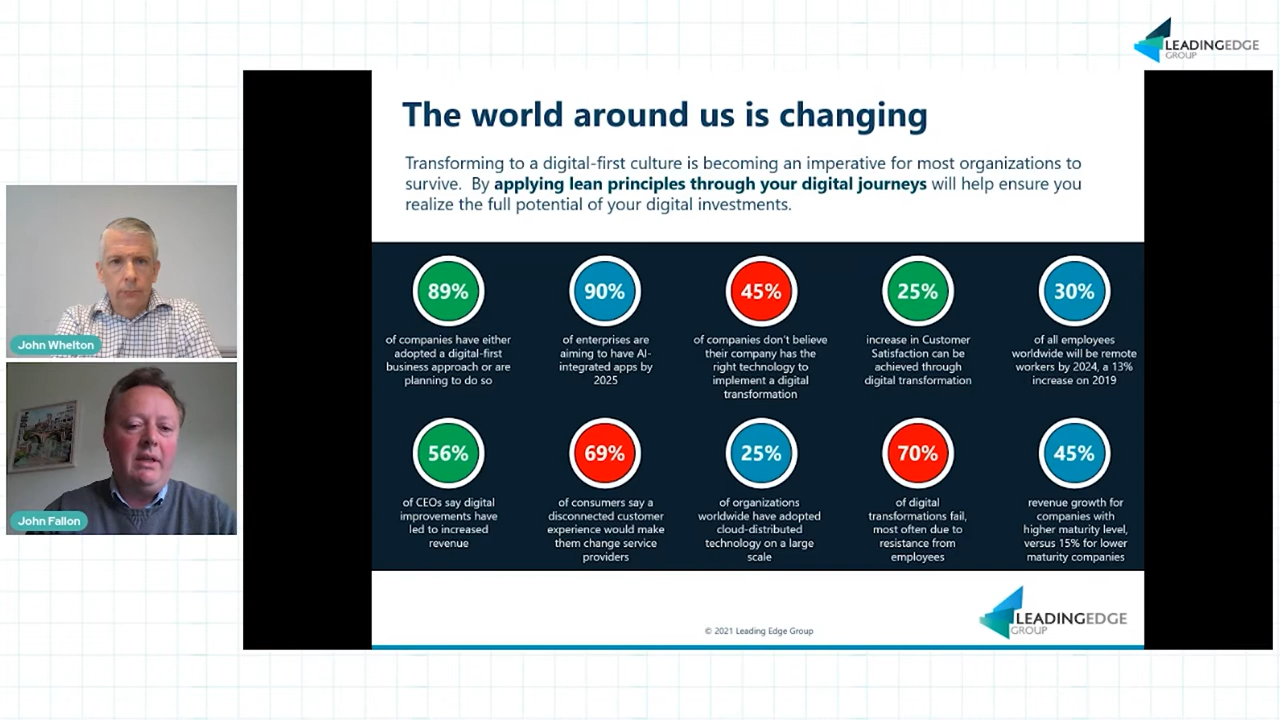 LEADINGEDGE
GROUP
The world around us is changing
Transforming to a digital-first culture is becoming an imperative for most organizations to
survive. By applying lean principles through your digital journeys will help ensure you
realize the full potential of your digital investments.
89%
of companies have either
adopted a digital-first
business approach or are
planning to do so
90%
of enterprises are
aiming to have AI-
integrated apps by
2025
45%
of companies don't believe
their company has the
right technology to
implement a digital
transformation
25%
increase in Customer
Satisfaction can be
achieved through
digital transformation
30%
of all employees
worldwide will be remote
workers by 2024, a 13%
increase on 2019
56%
of CEOs say digital
improvements have
led to increased
revenue
69%
of consumers say a
disconnected customer
experience would make
them change service
providers
25%
of organizations
worldwide have adopted
cloud-distributed
technology on a large
scale
70%
of digital
transformations fail,
most often due to
resistance from
employees
45%
revenue growth for
companies with
higher maturity level,
versus 15% for lower
maturity companies
John Whelton
John Fallon
© 2021 Leading Edge Group
LEADINGEDGE
GROUP